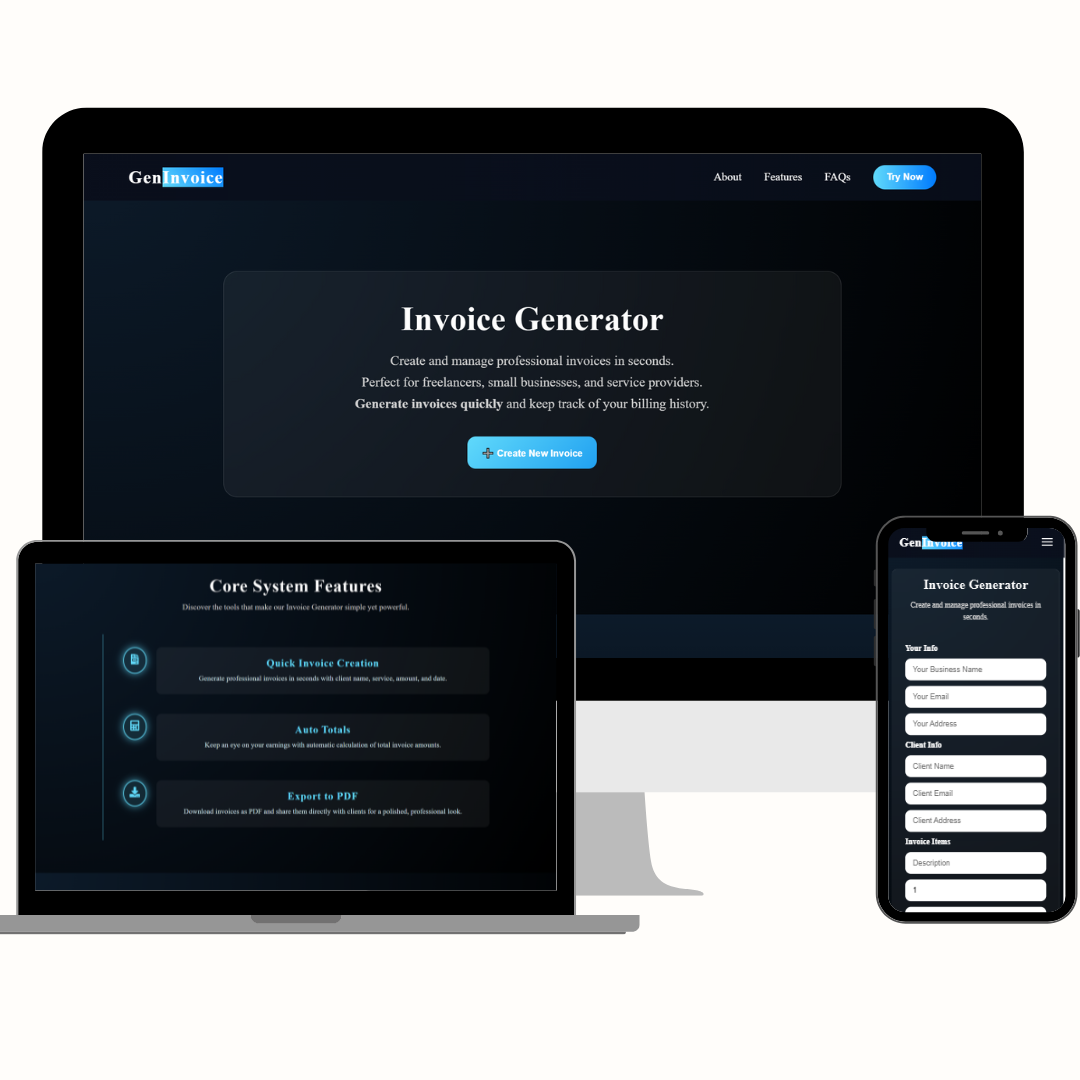 GenInvoice
About Features FAQs Try Now
Invoice Generator
Create and manage professional invoices in seconds.
Perfect for freelancers, small businesses, and service providers.
Generate invoices quickly and keep track of your billing history.
Create New Invoice
Core System Features
Discover the tools that make our Invoice Generator simple yet powerful.
Quick Invoice Creation
Generate professional invoices in seconds with client name, service, amount, and date.
Auto Totals
Keep an eye on your earnings with automatic calculation of total invoice amounts.
Export to PDF
Download invoices as PDF and share them directly with clients for a polished, professional look.
GenInvoice
Invoice Generator
Create and manage professional invoices in
seconds.
Your Info
Your Business Name
Your Email
Your Address
Client Info
Client Name
Client Email
Client Address
Invoice Items
Description
1